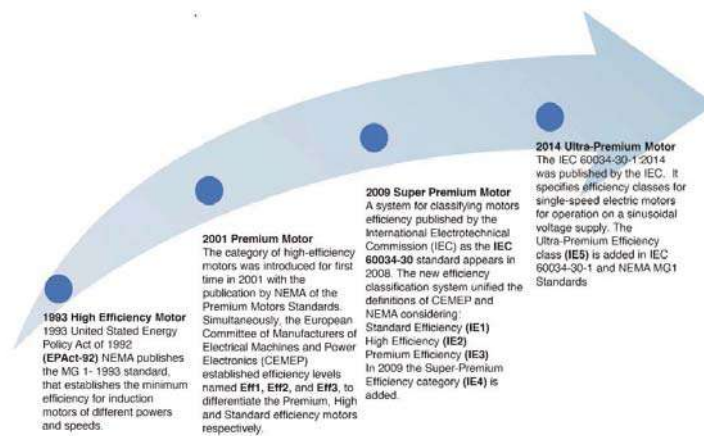 1993 High Efficiency Motor
1993 United Stated Energy
Policy Act of 1992
(EPAct-92) NEMA publishes
the MG 1- 1993 standard,
that establishes the minimum
efficiency for induction
motors of different powers
and speeds.
2001 Premium Motor
The category of high-efficiency
motors was introduced for first
time in 2001 with the
publication by NEMA of the
Premium Motors Standards.
Simultaneously, the European
Committee of Manufacturers of
Electrical Machines and Power
Electronics (CEMEP)
established efficiency levels
named Eff1, Eff2, and Eff3, to
differentiate the Premium, High
and Standard efficiency motors
respectively.
2009 Super Premium Motor
A system for classifying motors
efficiency published by the
International Electrotechnical
Commission (IEC) as the IEC
60034-30 standard appears in
2008. The new efficiency
classification system unified the
definitions of CEMEP and
NEMA considering:
Standard Efficiency (IE1)
High Efficiency (IE2)
Premium Efficiency (IE3)
In 2009 the Super-Premium
Efficiency category (IE4) is
added.
2014 Ultra-Premium Motor
The IEC 60034-30-1:2014
was published by the IEC. It
specifies efficiency classes for
single-speed electric motors
for operation on a sinusoidal
voltage supply. The
Ultra-Premium Efficiency
class (IE5) is added in IEC
60034-30-1 and NEMA MG1
Standards